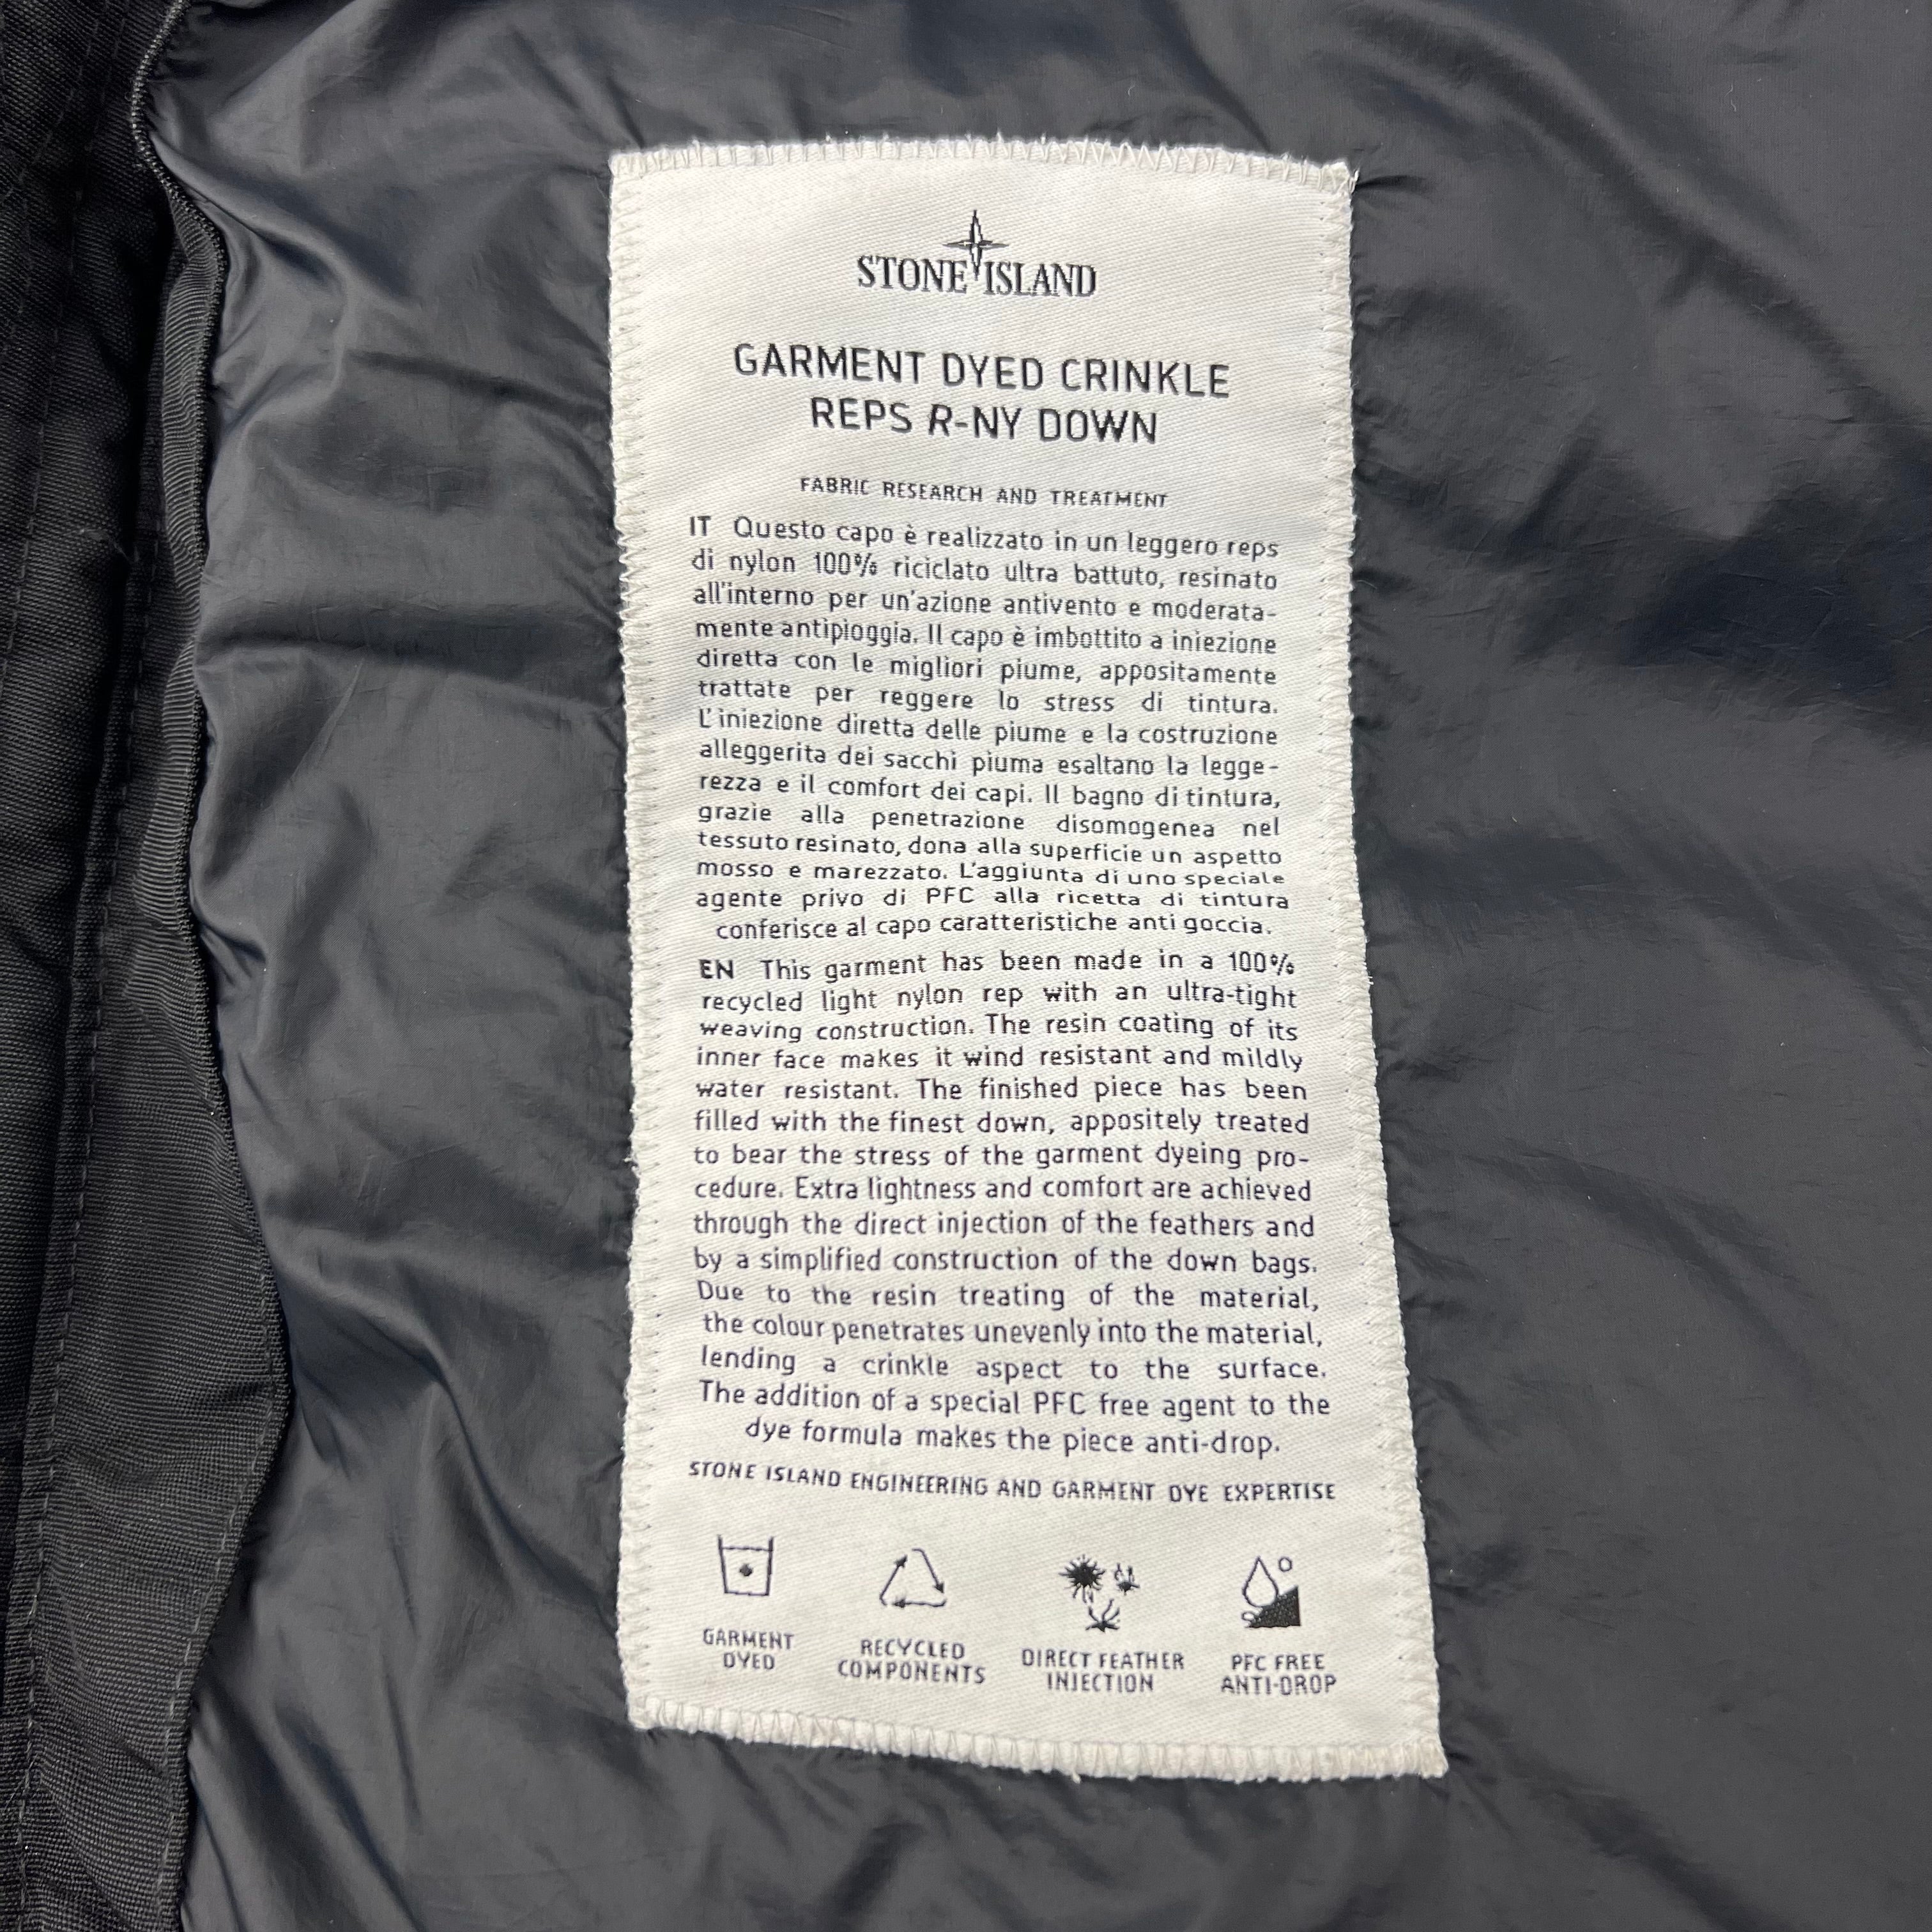 STONE ISLAND
GARMENT DYED CRINKLE
REPS R-NY DOWN
FABRIC RESEARCH AND TREATMENT
IT Questo capo è realizzato in un leggero reps
di nylon 100% riciclato ultra battuto, resinato
all'interno per un'azione antivento e moderata-
mente antipioggia. Il capo è imbottito a iniezione
diretta con le migliori piume, appositamente
trattate per reggere lo stress di tintura.
L'iniezione diretta delle piume e la costruzione
alleggerita dei sacchi piuma esaltano la legge-
rezza e il comfort dei capi. Il bagno di tintura,
grazie alla penetrazione disomogenea nel
tessuto resinato, dona alla superficie un aspetto
mosso e marezzato. L'aggiunta di uno speciale
agente privo di PFC alla ricetta di tintura
conferisce al capo caratteristiche anti goccia.
EN This garment has been made in a 100%
recycled light nylon rep with an ultra-tight
weaving construction. The resin coating of its
inner face makes it wind resistant and mildly
water resistant. The finished piece has been
filled with the finest down, appositely treated
to bear the stress of the garment dyeing pro-
cedure. Extra lightness and comfort are achieved
through the direct injection of the feathers and
by a simplified construction of the down bags.
Due to the resin treating of the material,
the colour penetrates unevenly into the material,
lending a crinkle aspect to the surface.
The addition of a special PFC free agent to the
dye formula makes the piece anti-drop.
STONE ISLAND ENGINEERING AND GARMENT DYE EXPERTISE
GARMENT
DYED
RECYCLED
COMPONENTS
DIRECT FEATHER
INJECTION
PFC FREE
ANTI-DROP